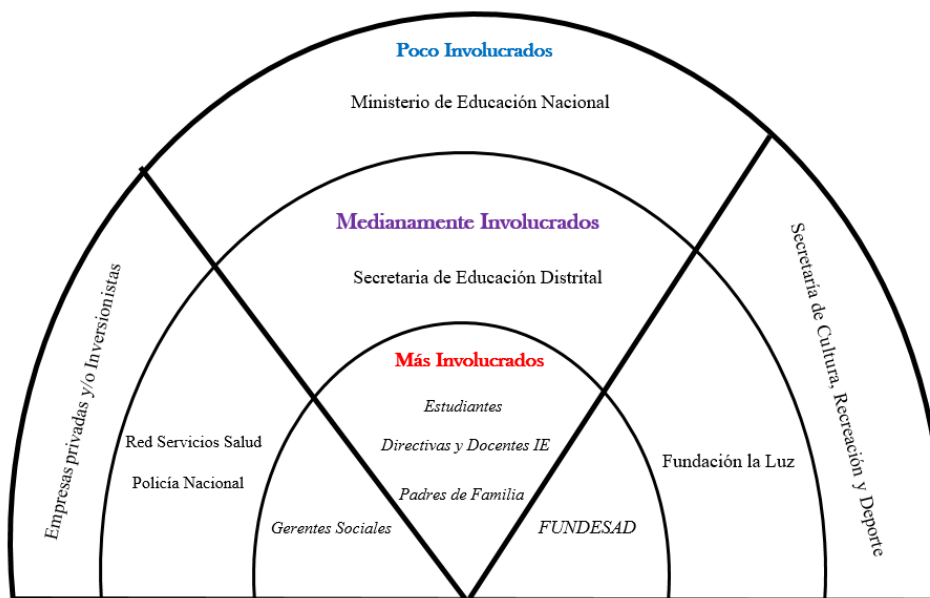 Poco Involucrados
Ministerio de Educación Nacional
Medianamente Involucrados
Secretaria de Educación Distrital
Más Involucrados
Estudiantes
Directivas y Docentes IE
Padres de Familia
Empresas privadas y/o Inversionistas
Red Servicios Salud
Policía Nacional
Gerentes Sociales
FUNDESAD
Fundación la Luz
Secretaría de Cultura, Recreación y Deporte